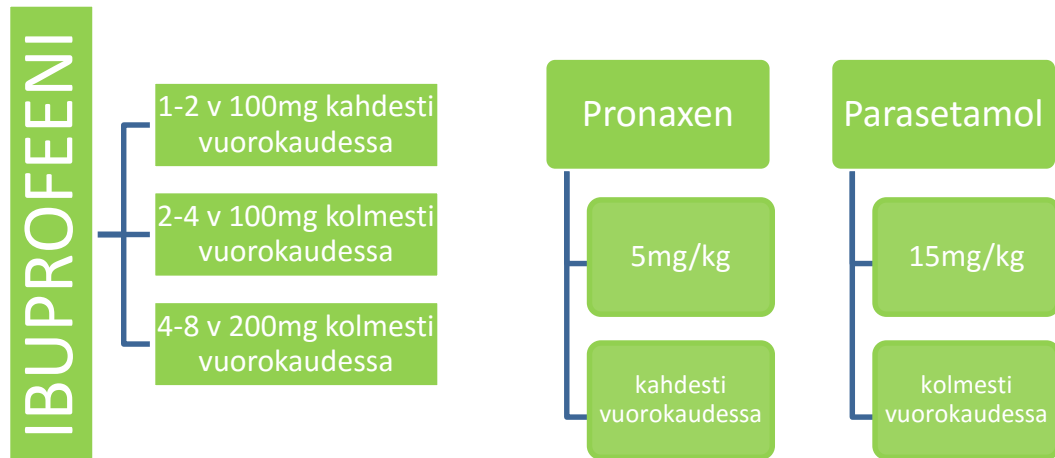 IBUPROFEENI
1-2 v 100mg kahdesti
vuorokaudessa
2-4 v 100mg kolmesti
vuorokaudessa
4-8 v 200mg kolmesti
vuorokaudessa
Pronaxen
5mg/kg
kahdesti
vuorokaudessa
Parasetamol
15mg/kg
kolmesti
vuorokaudessa